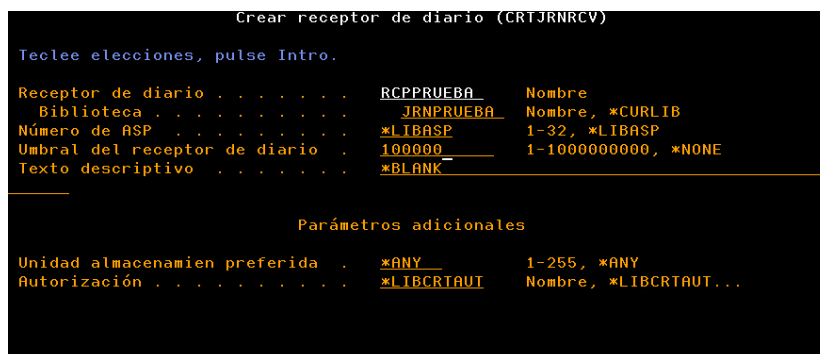 Crear receptor de diario (CRTJRNRCV)
Teclee elecciones, pulse Intro.
Receptor de diario . . . . . . . RCPPRUEBA Nombre
Biblioteca . . . . . . . . . . JRNPRUEBA Nombre, *CURLIB
Número de ASP . . . . . . . . . *LIBASP 1-32, *LIBASP
Umbral del receptor de diario . 100000 1-1000000000, *NONE
Texto descriptivo . . . . . . . *BLANK
Parámetros adicionales
Unidad almacenamien preferida . *ANY 1-255, *ANY
Autorización . . . . . . . . . . *LIBCRTAUT Nombre, *LIBCRTAUT...